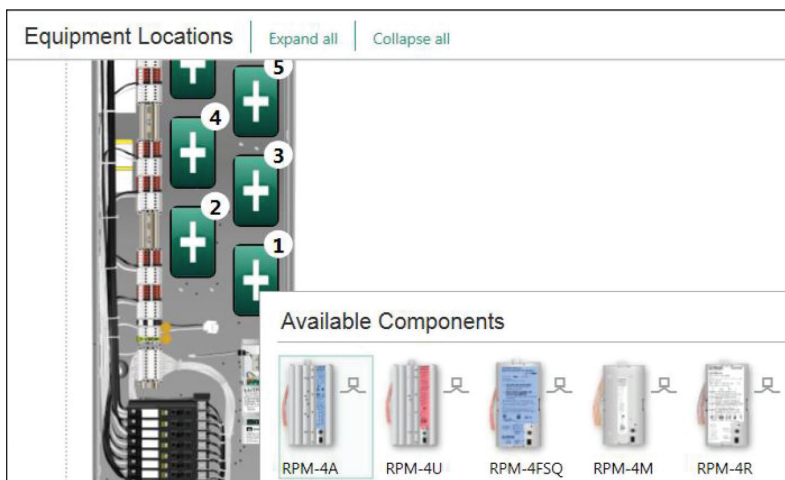 Equipment Locations Expand all Collapse all
5
4
3
2
1
Available Components
RPM-4A RPM-4U RPM-4FSQ RPM-4M RPM-4R